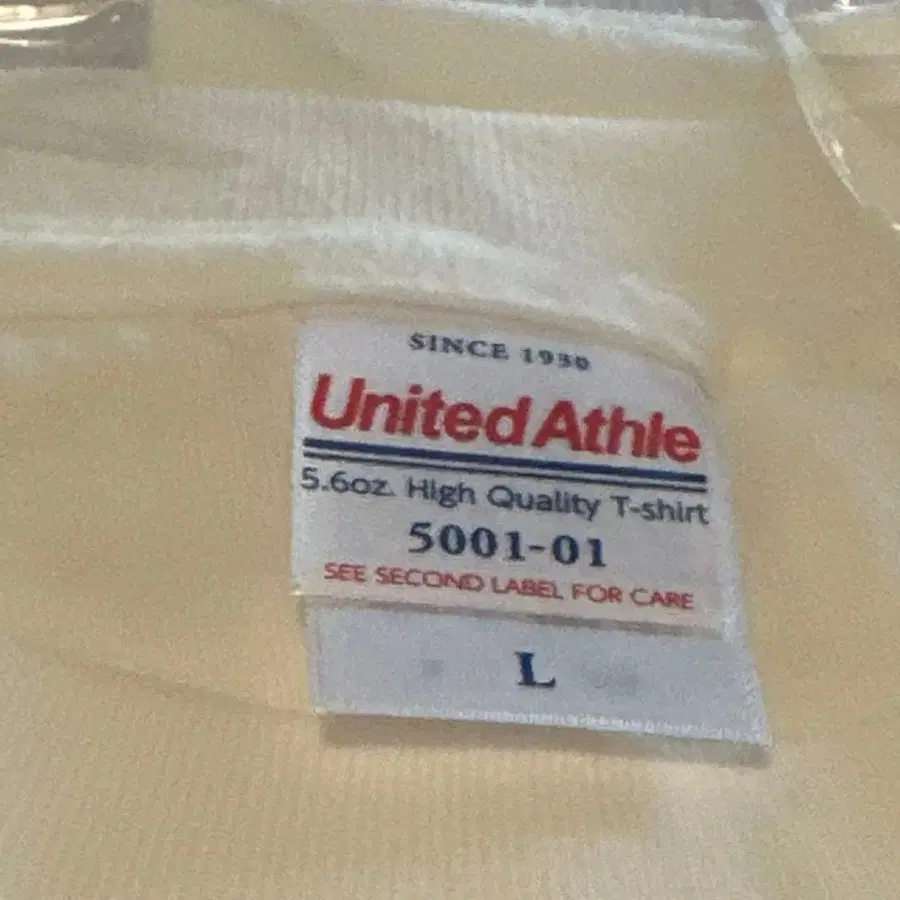 SINCE 1930
United Athle
5.6oz. High Quality T-shirt
5001-01
SEE SECOND LABEL FOR CARE
L